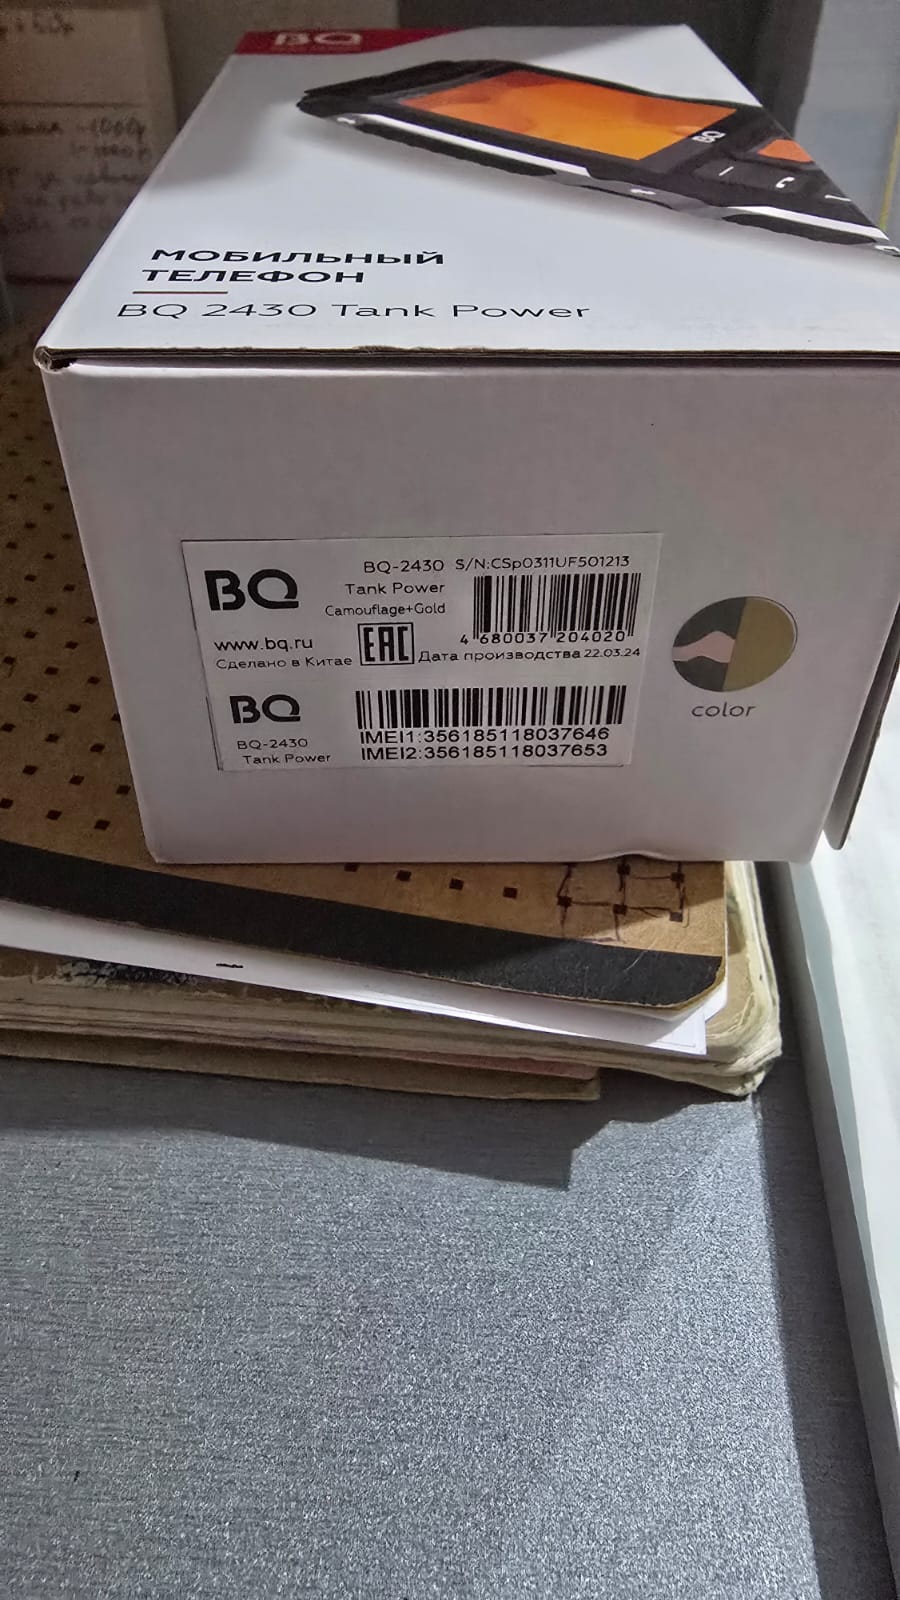 BQ
МОБИЛЬНЫЙ
ТЕЛЕФОН
BQ 2430 Tank Power
BQ
BQ
BQ-2430 S/N:CSp0311UF501213
Tank Power
Camouflage+Gold
4 680037 204020
www.bq.ru
EAC
Сделано в Китае
Дата производства 22.03.24
BQ
BQ-2430
Tank Power
IMEI1:356185118037646
IMEI2:356185118037653
color